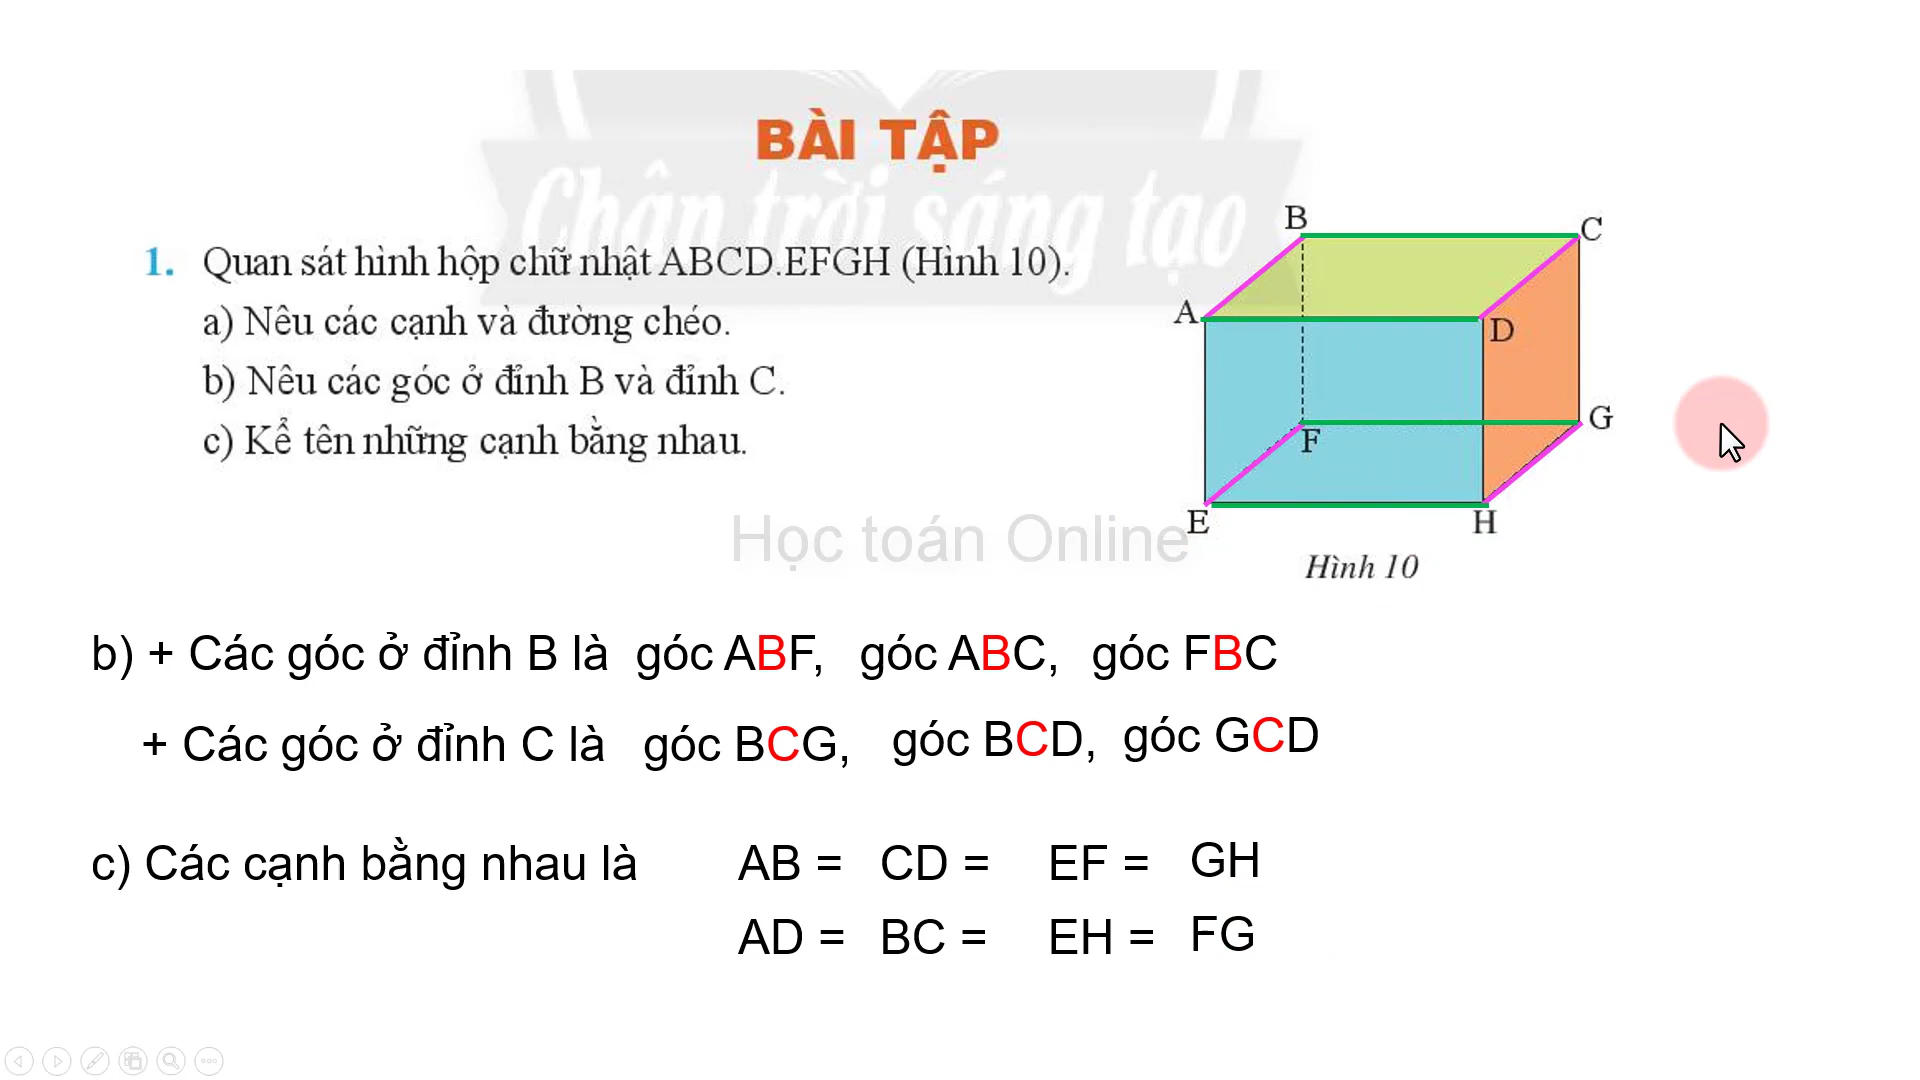 BÀI TẬP
Chân trời sáng tạo
1. Quan sát hình hộp chữ nhật ABCD.EFGH (Hình 10).
a) Nêu các cạnh và đường chéo.
b) Nêu các góc ở đỉnh B và đỉnh C.
c) Kể tên những cạnh bằng nhau.
B
C
A
D
F
G
E
H
Hình 10
Học toán Online
b) + Các góc ở đỉnh B là góc ABF, góc ABC, góc FBC
+ Các góc ở đỉnh C là góc BCG, góc BCD, góc GCD
c) Các cạnh bằng nhau là AB = CD = EF = GH
AD = BC = EH = FG